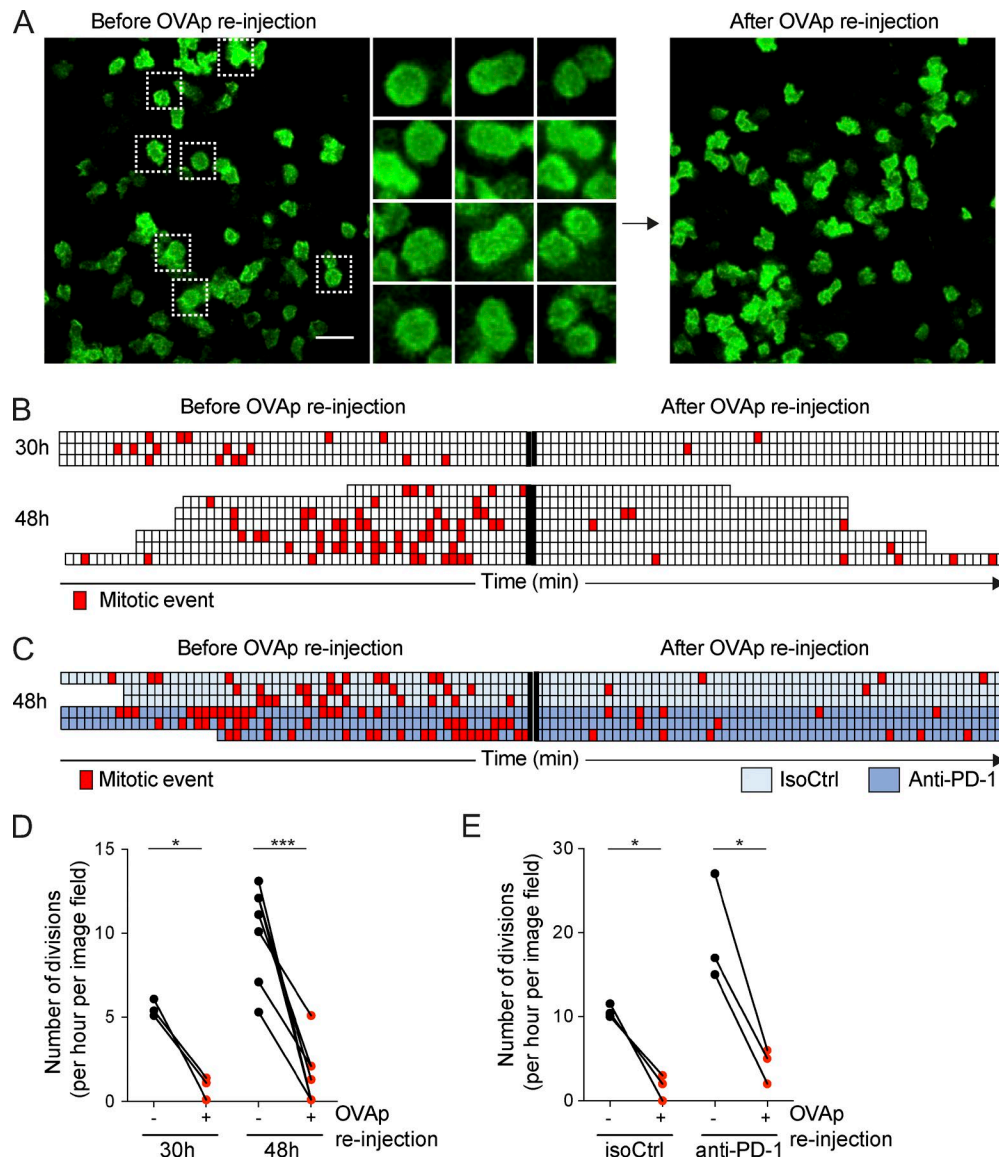 A
Before OVAp re-injection
After OVAp re-injection
B
Before OVAp re-injection
After OVAp re-injection
30h
48h
Time (min)
Mitotic event
C
Before OVAp re-injection
After OVAp re-injection
48h
Time (min)
Mitotic event
IsoCtrl
Anti-PD-1
D
Number of divisions
(per hour per image field)
15
10
5
0
*
***
- + - +
OVAp
re-injection
30h
48h
E
Number of divisions
(per hour per image field)
30
20
10
0
*
*
- + - +
OVAp
re-injection
isoCtrl
anti-PD-1